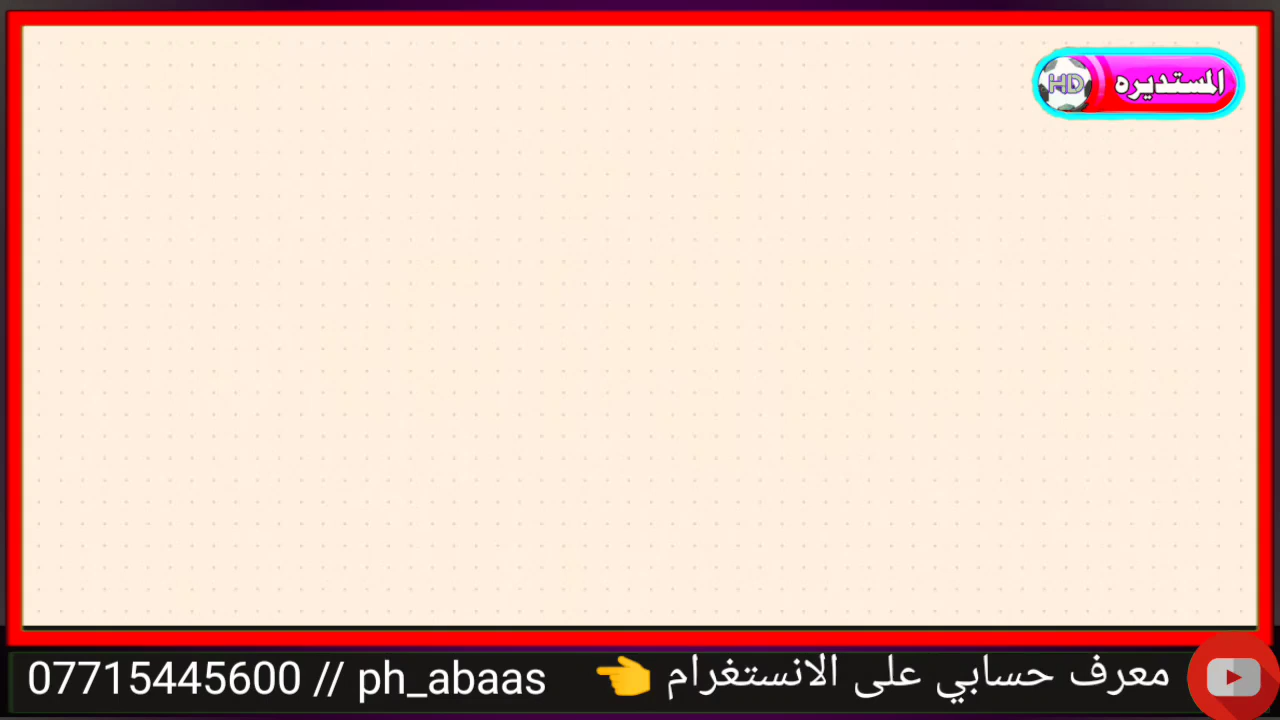 المستديره HD
معرف حسابي على الانستغرام 👈 07715445600 // ph_abaas